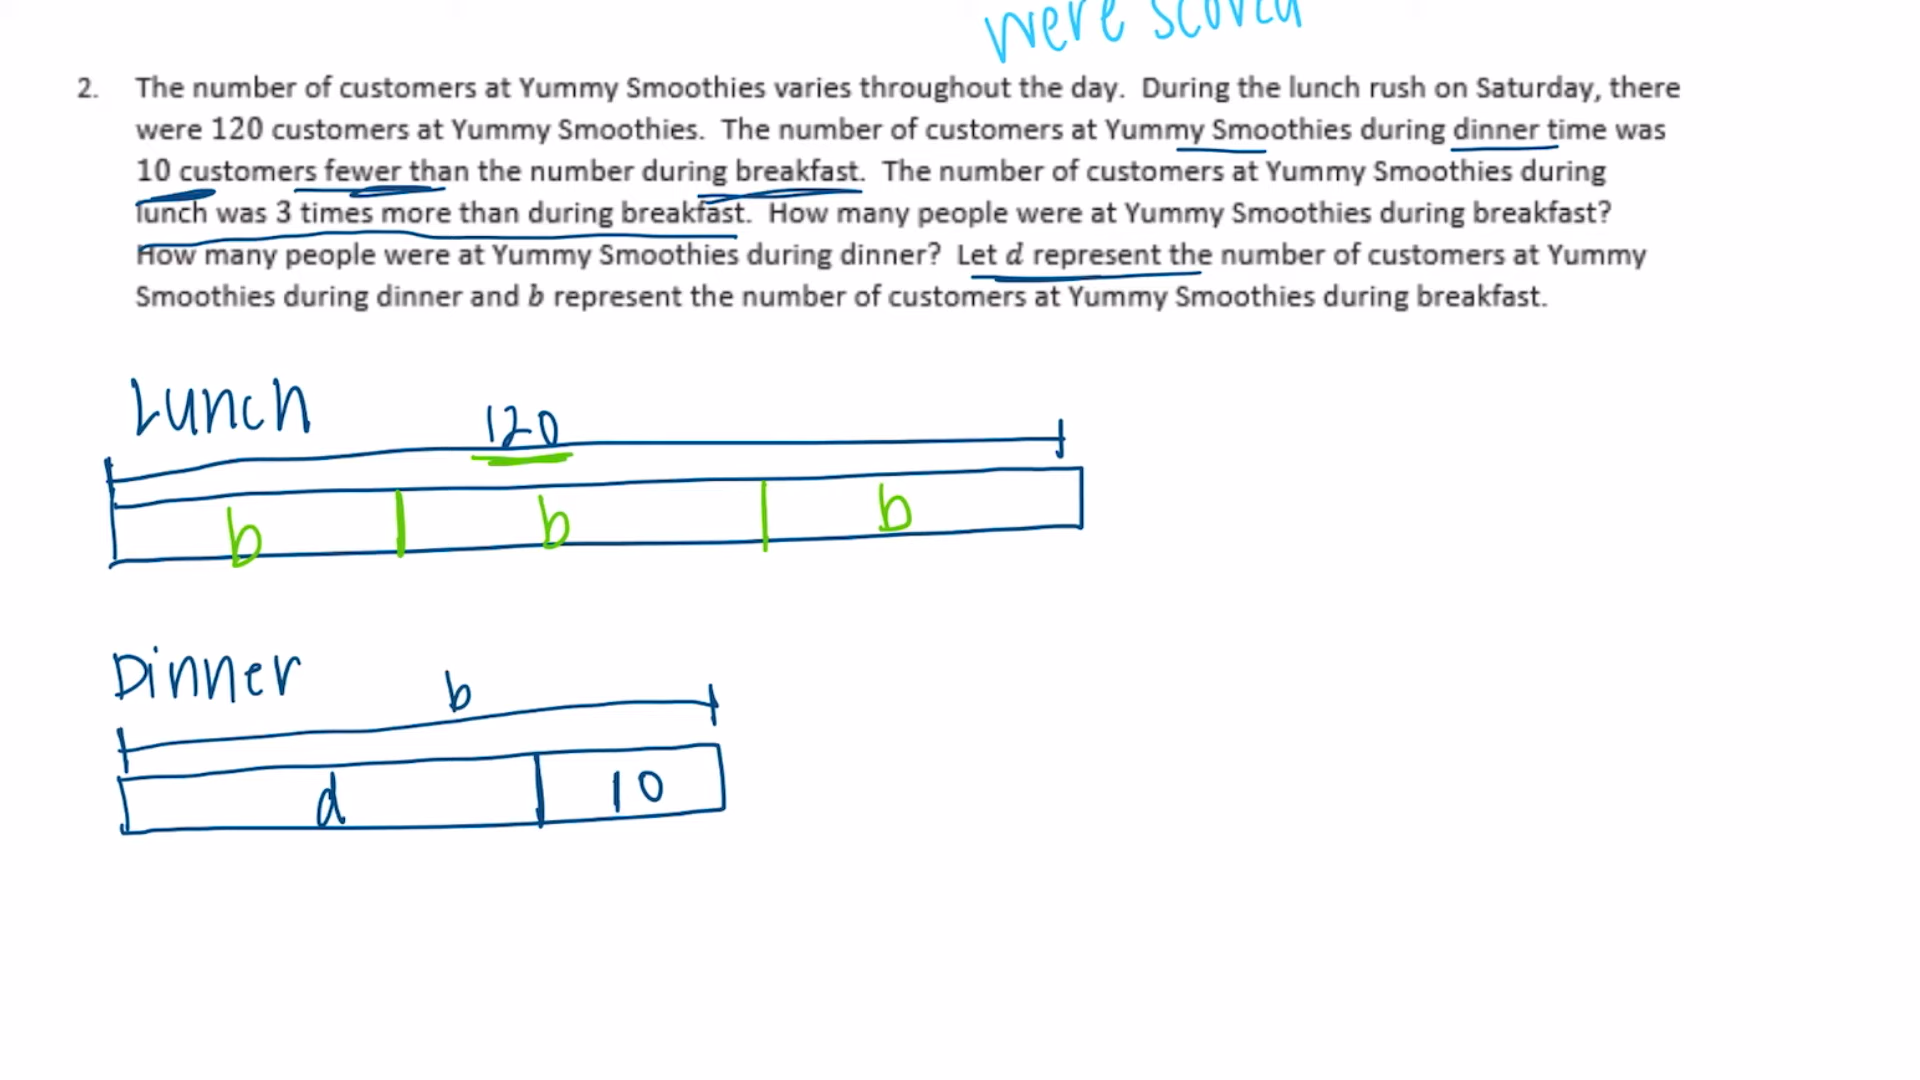 were scored
2. The number of customers at Yummy Smoothies varies throughout the day. During the lunch rush on Saturday, there
were 120 customers at Yummy Smoothies. The number of customers at Yummy Smoothies during dinner time was
10 customers fewer than the number during breakfast. The number of customers at Yummy Smoothies during
lunch was 3 times more than during breakfast. How many people were at Yummy Smoothies during breakfast?
How many people were at Yummy Smoothies during dinner? Let d represent the number of customers at Yummy
Smoothies during dinner and b represent the number of customers at Yummy Smoothies during breakfast.
Lunch
120
b b b
Dinner
b
d 10